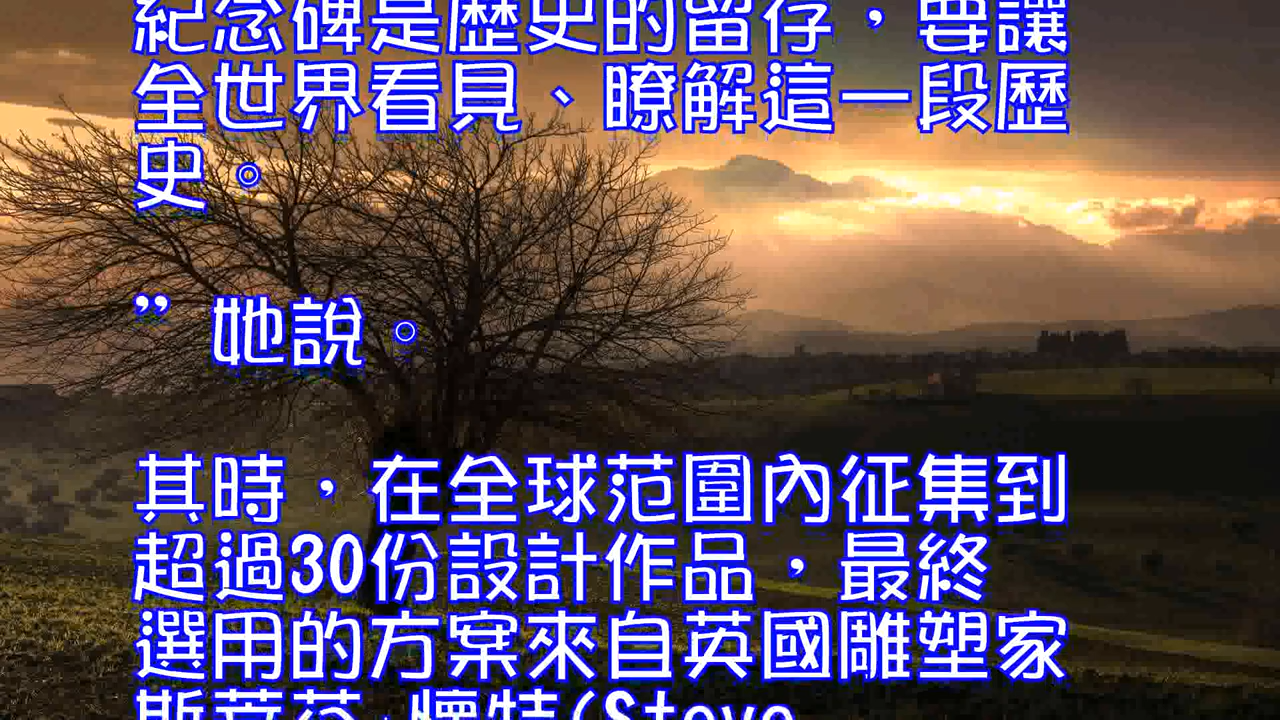 紀念碑是歷史的留存，要讓
全世界看見、瞭解這一段歷
史。
” 她說。
其時，在全球范圍內征集到
超過30份設計作品，最終
選用的方案來自英國雕塑家
懷特(Steve